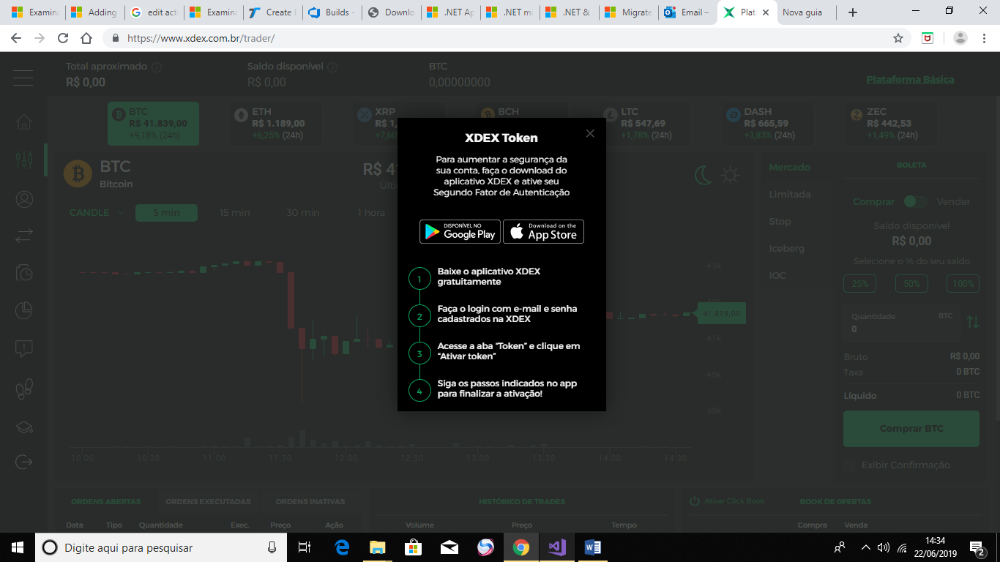 Examina
Adding
edit act
Examina
Create
Builds -
Downlo
.NET Ap
.NET mi
.NET &
Migrate
Email –
Plat
Nova guia
https://www.xdex.com.br/trader/
Total aproximado
R$ 0,00
Saldo disponível
R$ 0,00
BTC
0,00000000
Plataforma Básica
BTC
R$ 41.839,00
+9,18% (24h)
ETH
R$ 1.189,00
+6,25% (24h)
XRP
R$ 1,
+7,60
BCH
LTC
R$ 547,69
+1,78% (24h)
DASH
R$ 665,59
+3,83% (24h)
ZEC
R$ 442,53
+1,49% (24h)
BTC
Bitcoin
R$ 41
Últi
CANDLE
5 min
15 min
30 min
1 hora
XDEX Token
Para aumentar a segurança da
sua conta, faça o download do
aplicativo XDEX e ative seu
Segundo Fator de Autenticação
DISPONÍVEL NO
Google Play
Download on the
App Store
1
Baixe o aplicativo XDEX
gratuitamente
2
Faça o login com e-mail e senha
cadastrados na XDEX
3
Acesse a aba “Token” e clique em
“Ativar token”
4
Siga os passos indicados no app
para finalizar a ativação!
43k
41.839,00
41k
40k
39k
10:00
10:30
11:00
11:30
12:00
12:30
13:00
13:30
14:00
14:30
Mercado
Limitada
Stop
Iceberg
IOC
BOLETA
Comprar
Vender
Saldo disponível
R$ 0,00
Selecione o % do seu saldo
25%
50%
100%
Quantidade
BTC
0
Bruto
R$ 0,00
Taxa
0 BTC
Líquido
0 BTC
Comprar BTC
Exibir Confirmação
ORDENS ABERTAS
ORDENS EXECUTADAS
ORDENS INATIVAS
Data
Tipo
Quantidade
Exec.
Preço
Ação
HISTÓRICO DE TRADES
Volume
Preço
Tempo
Ativar Click Book
BOOK DE OFERTAS
Compra
Venda
Digite aqui para pesquisar
14:34
22/06/2019
2